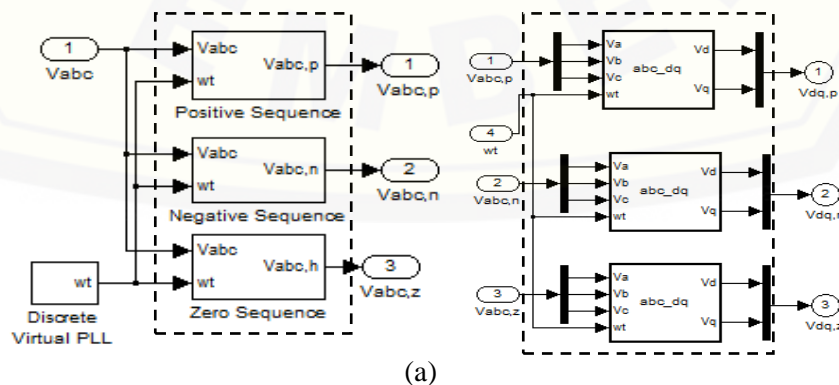 1
Vabc
Vabc
wt
Vabc,p
Positive Sequence
1
Vabc,p
Vabc
wt
Vabc,n
Negative Sequence
2
Vabc,n
Vabc
wt
Vabc,h
Zero Sequence
3
Vabc,z
wt
Discrete
Virtual PLL
1
Vabc,p
4
wt
Va
Vb
Vc
wt
abc_dq
Vd
Vq
1
Vdq,p
2
Vabc,n
Va
Vb
Vc
wt
abc_dq
Vd
Vq
2
3
Vabc,z
Va
Vb
Vc
wt
abc_dq
Vd
Vq
3
(a)